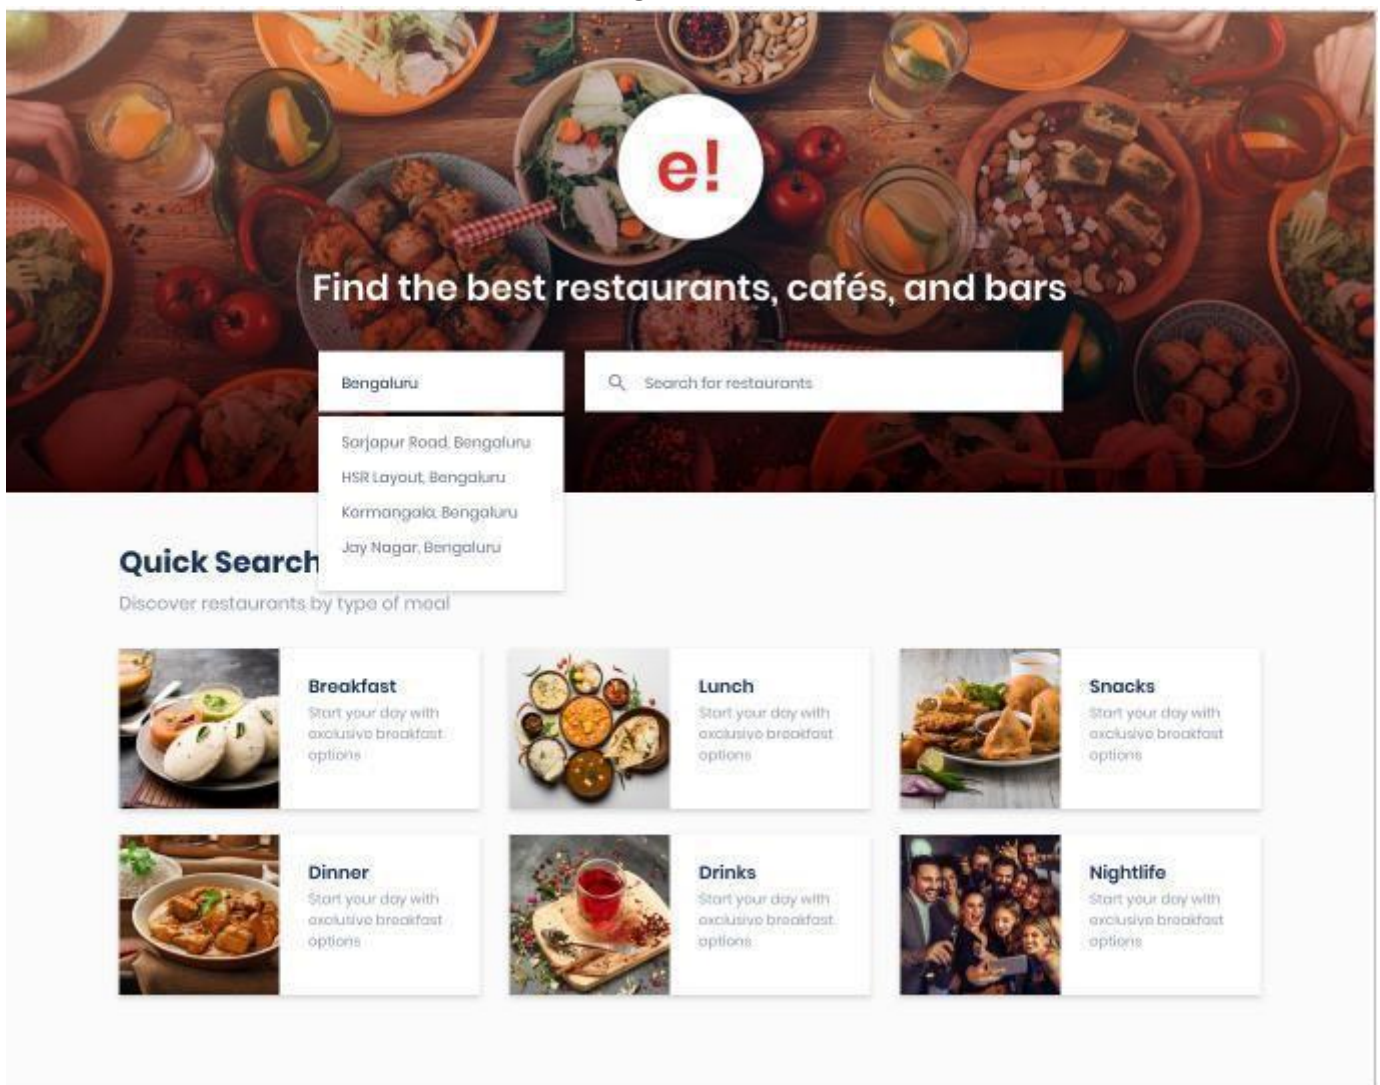 e!
Find the best restaurants, cafés, and bars
Bengaluru
Search for restaurants
Sarjapur Road, Bengaluru
HSR Layout, Bengaluru
Kormangala, Bengaluru
Jay Nagar, Bengaluru
Quick Search
Discover restaurants by type of meal
Breakfast
Start your day with
exclusive breakfast
options
Lunch
Start your day with
exclusive breakfast
options
Snacks
Start your day with
exclusive breakfast
options
Dinner
Start your day with
exclusive breakfast
options
Drinks
Start your day with
exclusive breakfast
options
Nightlife
Start your day with
exclusive breakfast
options